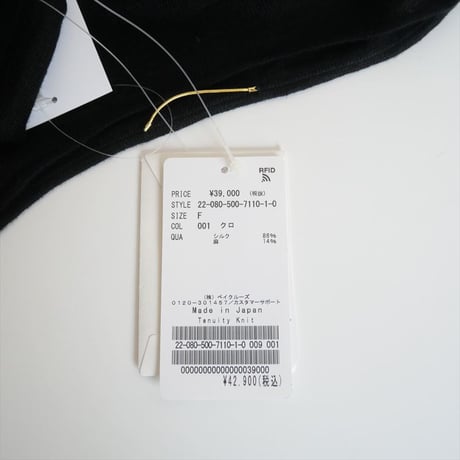 RFID
PRICE ¥39,000 (税抜)
STYLE 22-080-500-7110-1-0
SIZE F
COL 001 クロ
QUA シルク 86%
麻 14%
(株) ベイクルーズ
0120-301-457/カスタマーサポート
Made in Japan
Tenuity Knit
22-080-500-7110-1-0 009 001
0000000000000039000
¥42,900(税込)